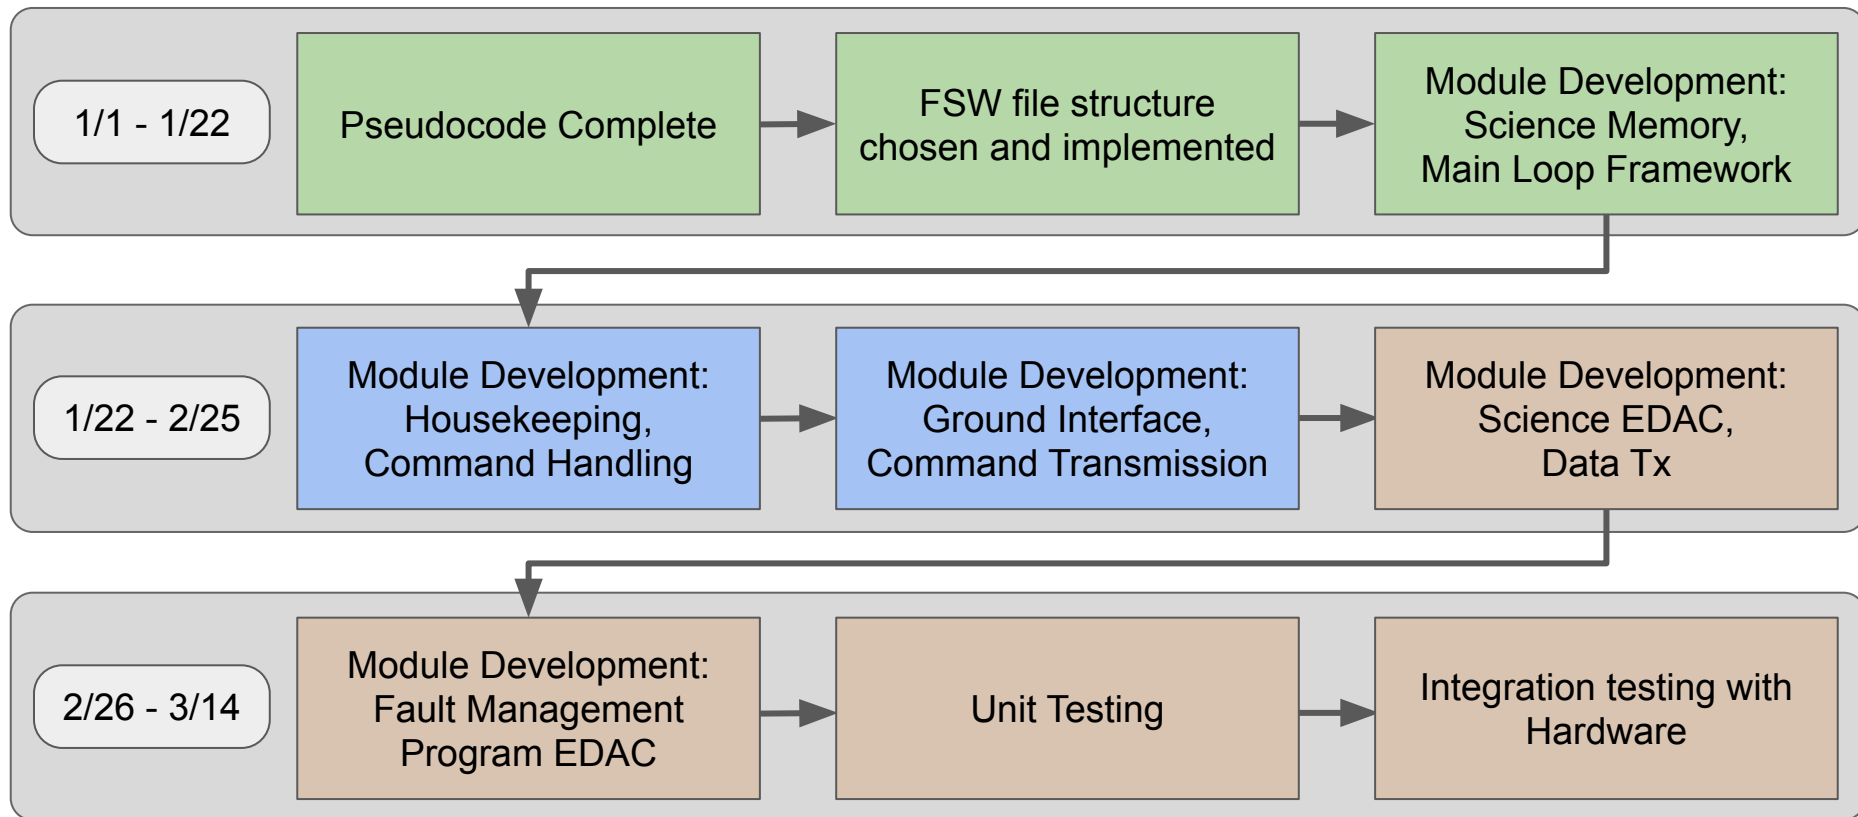 1/1 - 1/22
Pseudocode Complete
FSW file structure
chosen and implemented
Module Development:
Science Memory,
Main Loop Framework
1/22 - 2/25
Module Development:
Housekeeping,
Command Handling
Module Development:
Ground Interface,
Command Transmission
Module Development:
Science EDAC,
Data Tx
2/26 - 3/14
Module Development:
Fault Management
Program EDAC
Unit Testing
Integration testing with
Hardware